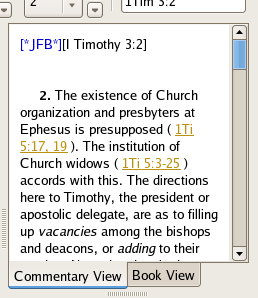 2
1Tim 3:2
[*JFB*][I Timothy 3:2]
2. The existence of Church
organization and presbyters at
Ephesus is presupposed ( 1Ti
5:17, 19 ). The institution of
Church widows ( 1Ti 5:3-25 )
accords with this. The directions
here to Timothy, the president or
apostolic delegate, are as to filling
up vacancies among the bishops
and deacons, or adding to their
Commentary View Book View